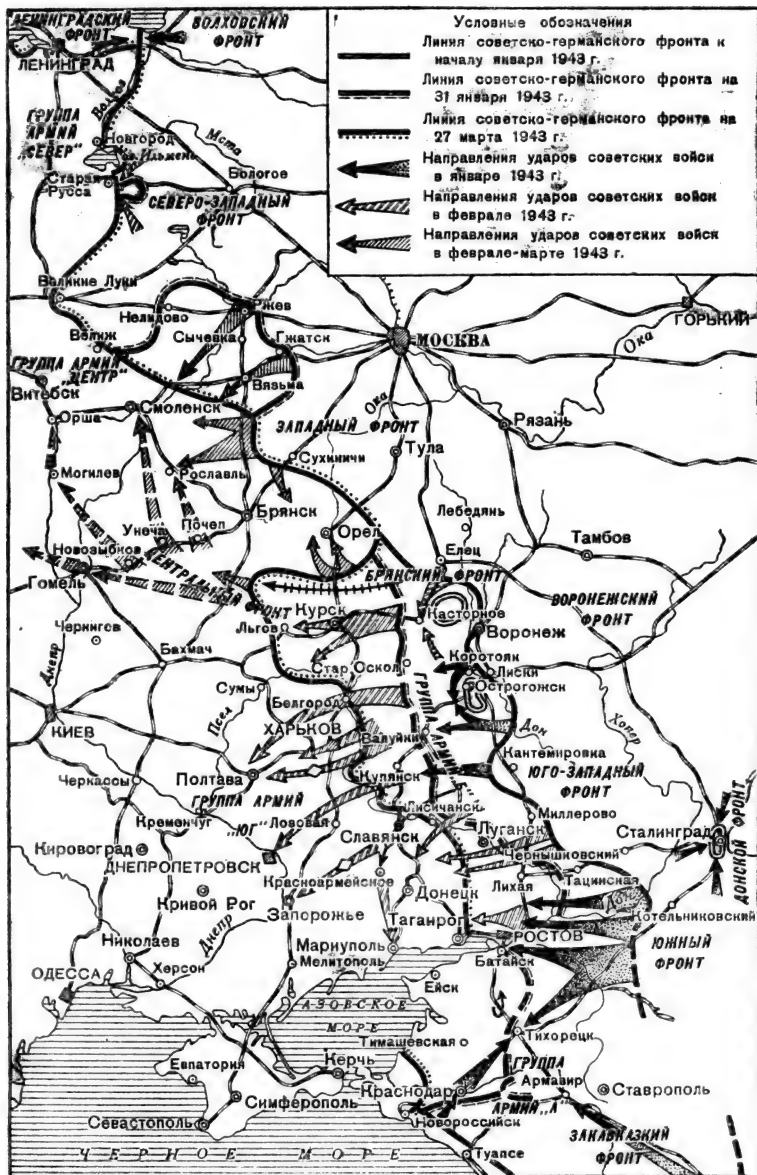 Условные обозначения
Линия советско-германского фронта к
началу января 1943 г.
Линия советско-германского фронта на
31 января 1943 г.
Линия советско-германского фронта на
27 марта 1943 г.
Направления ударов советских войск
в январе 1943 г.
Направления ударов советских войск
в феврале 1943 г.
Направления ударов советских войск
в феврале-марте 1943 г.
ЛЕНИНГРАДСКИЙ
ФРОНТ
ВОЛХОВСКИЙ
ФРОНТ
ЛЕНИНГРАД
Волхов
ГРУППА
АРМИЙ
„СЕВЕР"
Новгород
оз. Ильмень
Мста
Старая
Русса
Бологое
СЕВЕРО-ЗАПАДНЫЙ
ФРОНТ
Великие Луки
Нелидово
Ржев
Сычевка
Гжатск
МОСКВА
ГОРЬКИЙ
Ока
Велиж
ГРУППА АРМИЙ
„ЦЕНТР"
Витебск
Вязьма
Смоленск
Орша
ЗАПАДНЫЙ ФРОНТ
Ока
Рязань
Сухиничи
Тула
Могилев
Рославль
Брянск
Лебедянь
Унеча
Почеп
Орел
Елец
Тамбов
Новозыбков
ЦЕНТРАЛЬНЫЙ ФРОНТ
БРЯНСКИЙ ФРОНТ
Гомель
ВОРОНЕЖСКИЙ
ФРОНТ
Чернигов
Льгов
Курск
Касторное
Воронеж
Бахмач
Коротояк
Стар. Оскол
Лиски
Острогожск
Днепр
Сумы
Псел
Белгород
ГРУППА АРМИЙ
Дон
Хопер
КИЕВ
ХАРЬКОВ
Валуйки
Кантемировка
ЮГО-ЗАПАДНЫЙ
ФРОНТ
Черкассы
Полтава
Купянск
ГРУППА АРМИЙ
„ЮГ"
Кременчуг
Лозовая
Лисичанск
Миллерово
Славянск
Луганск
Сталинград
ДОНСКОЙ ФРОНТ
Кировоград
ДНЕПРОПЕТРОВСК
Чернышковский
Красноармейское
Лихая
Тацинская
Кривой Рог
Донецк
Запорожье
Таганрог
Котельниковский
Николаев
Днепр
Мариуполь
РОСТОВ
ЮЖНЫЙ
ФРОНТ
Мелитополь
Батайск
ОДЕССА
Херсон
Ейск
АЗОВСКОЕ
МОРЕ
Тимашевская
Тихорецк
Евпатория
Керчь
ГРУППА
АРМИЙ „А"
Краснодар
Армавир
Ставрополь
Симферополь
Севастополь
Новороссийск
ЗАКАВКАЗСКИЙ
ФРОНТ
Туапсе
ЧЕРНОЕ МОРЕ